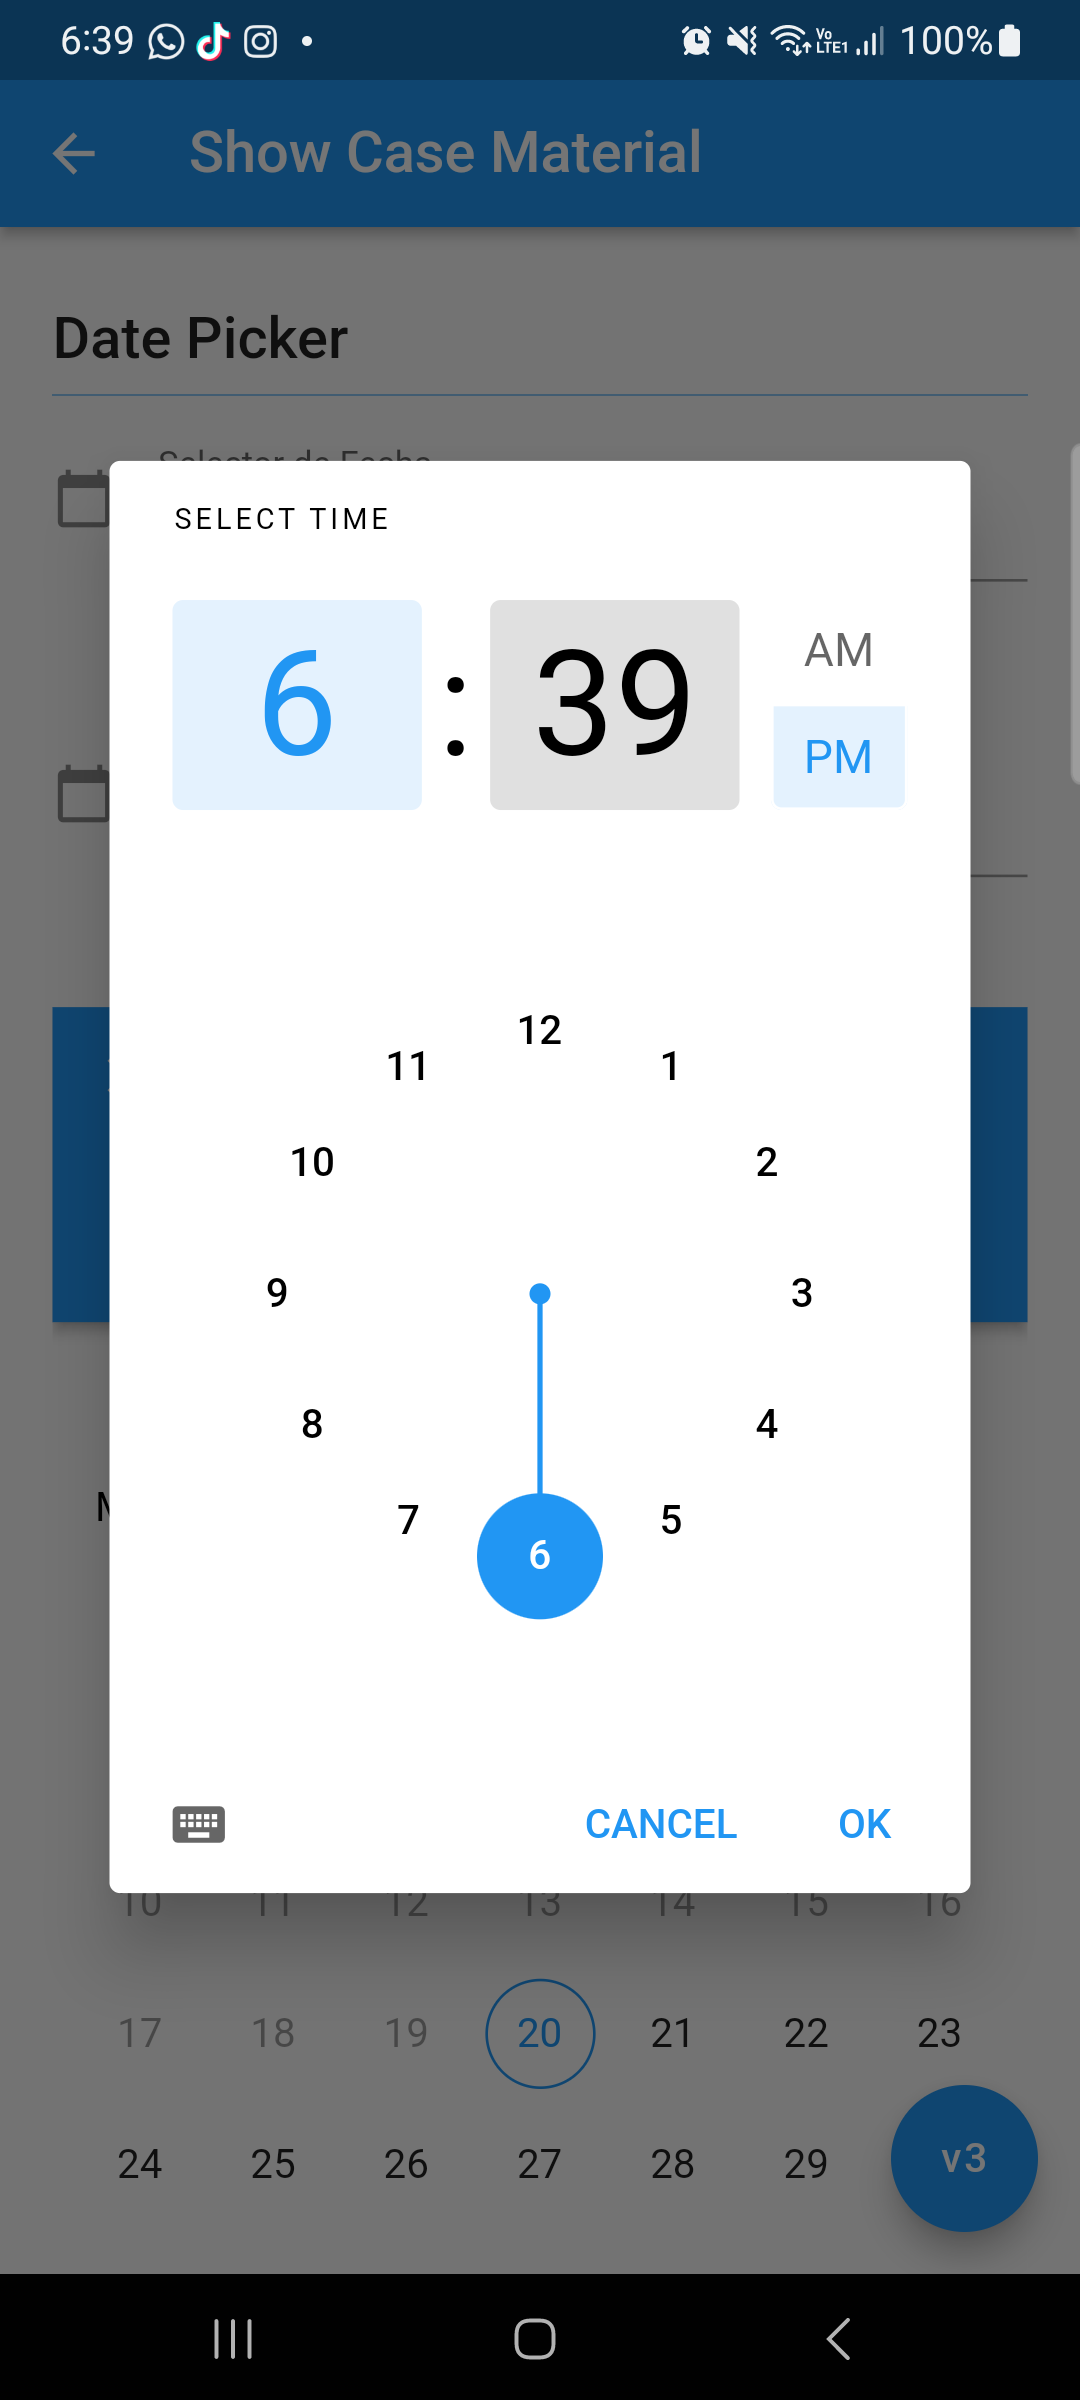 6:39 Vo LTE1 100%
Show Case Material
Date Picker
Selector de Fecha
SELECT TIME
6 : 39
AM
PM
12
11 1
10 2
9 3
8 4
7 5
6
CANCEL OK
10 11 12 13 14 15 16
17 18 19 20 21 22 23
24 25 26 27 28 29
v3